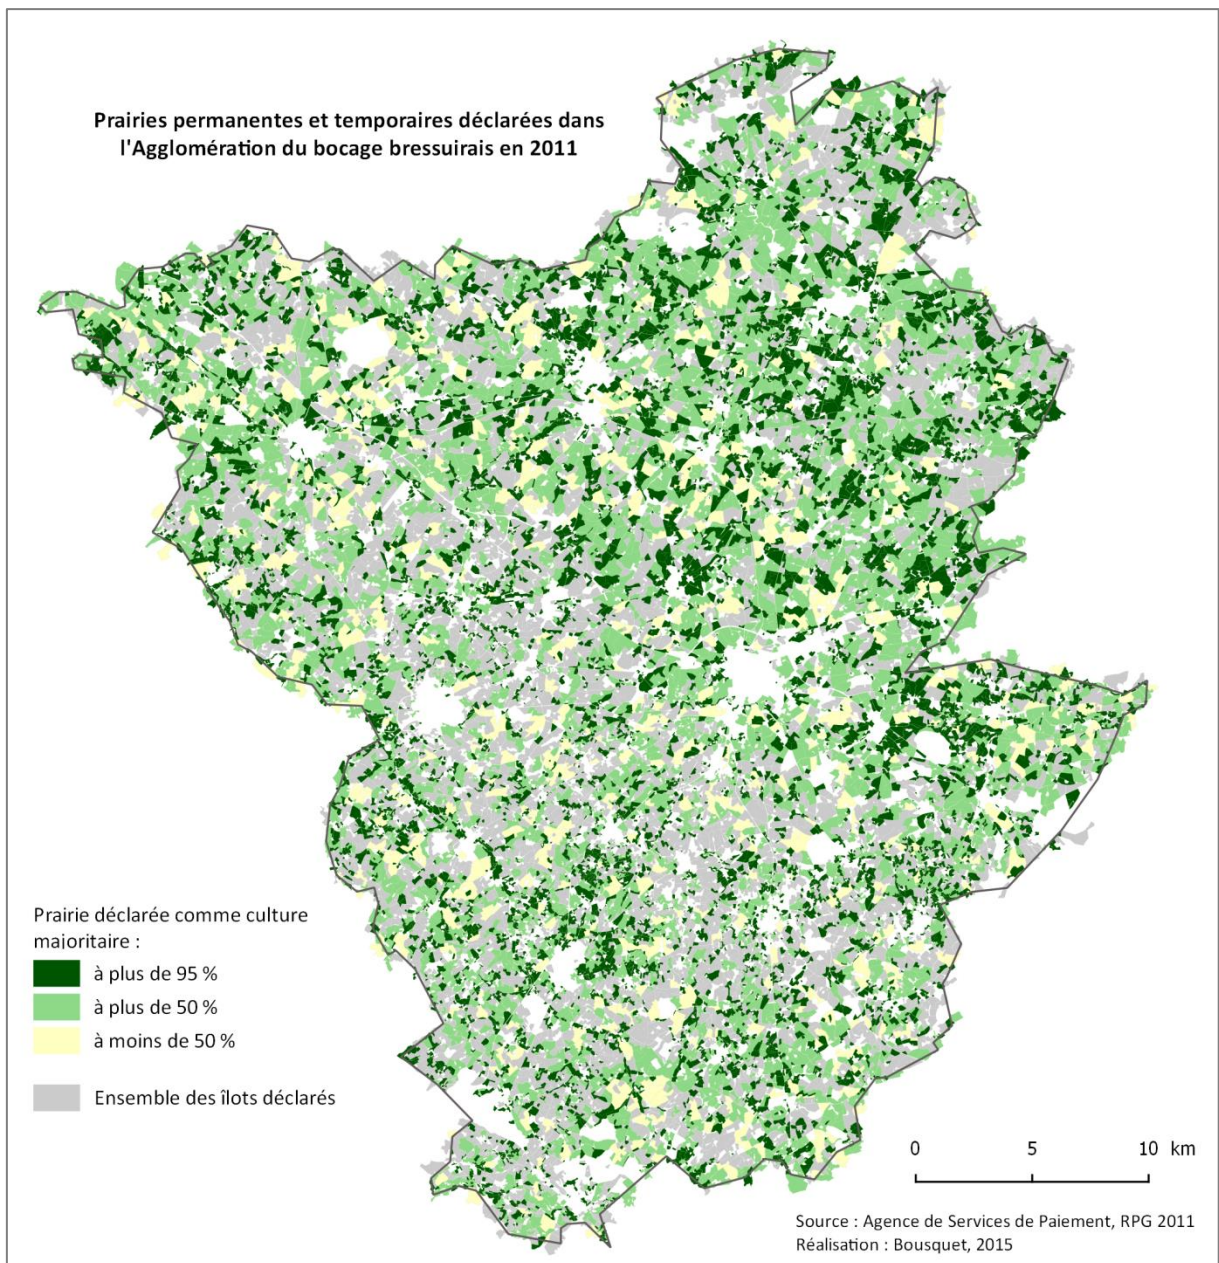 Prairies permanentes et temporaires déclarées dans
l'Agglomération du bocage bressuirais en 2011
Prairie déclarée comme culture
majoritaire :
à plus de 95 %
à plus de 50 %
à moins de 50 %
Ensemble des îlots déclarés
0 5 10 km
Source : Agence de Services de Paiement, RPG 2011
Réalisation : Bousquet, 2015